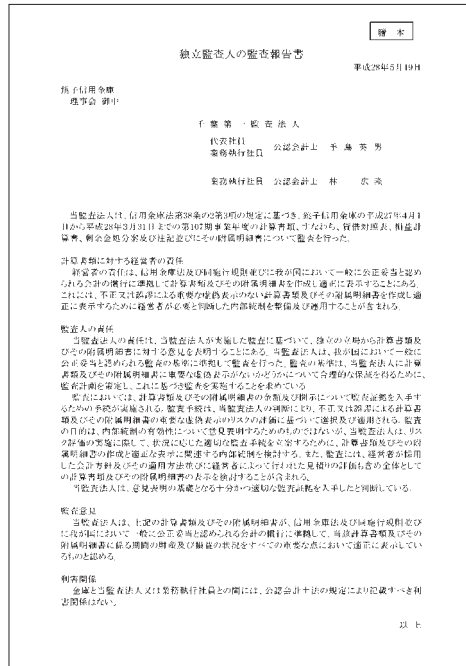 謄本
独立監査人の監査報告書
平成28年5月19日
銚子信用金庫
理事会 御中
千葉第一監査法人
代表社員
業務執行社員 公認会計士 手島英男
業務執行社員 公認会計士 林
当監査法人は、信用金庫法第38条の2第3項の規定に基づき、銚子信用金庫の平成27年4月1
日から平成28年3月31日までの第107期事業年度の計算書類、すなわち、貸借対照表、損益計
算書、剰余金処分案及び注記並びにその附属明細書について監査を行った。
計算書類に対する経営者の責任
経営者の責任は、信用金庫法及び同施行規則並びに我が国において一般に公正妥当と認め
られる会計の慣行に準拠して計算書類及びその附属明細書を作成し適正に表示することにある。
これには、不正又は誤謬による重要な虚偽表示のない計算書類及びその附属明細書を作成し適
正に表示するために経営者が必要と判断した内部統制を整備及び運用することが含まれる。
監査人の責任
当監査法人の責任は、当監査法人が実施した監査に基づいて、独立の立場から計算書類及
びその附属明細書に対する意見を表明することにある。当監査法人は、我が国において一般に
公正妥当と認められる監査の基準に準拠して監査を行った。監査の基準は、当監査法人に計算
書類及びその附属明細書に重要な虚偽表示がないかどうかについて合理的な保証を得るために、
監査計画を策定し、これに基づき監査を実施することを求めている。
監査においては、計算書類及びその附属明細書の金額及び開示について監査証拠を入手す
るための手続が実施される。監査手続は、当監査法人の判断により、不正又は誤謬による計算書
類及びその附属明細書の重要な虚偽表示のリスクの評価に基づいて選択及び適用される。監査
の目的は、内部統制の有効性について意見表明するためのものではないが、当監査法人は、リス
ク評価の実施に際して、状況に応じた適切な監査手続を立案するために、計算書類及びその附
属明細書の作成と適正な表示に関連する内部統制を検討する。また、監査には、経営者が採用
した会計方針及びその適用方法並びに経営者によって行われた見積りの評価も含め全体として
の計算書類及びその附属明細書の表示を検討することが含まれる。
当監査法人は、意見表明の基礎となる十分かつ適切な監査証拠を入手したと判断している。
監査意見
当監査法人は、上記の計算書類及びその附属明細書が、信用金庫法及び同施行規則並び
に我が国において一般に公正妥当と認められる会計の慣行に準拠して、当該計算書類及びその
附属明細書に係る期間の財産及び損益の状況をすべての重要な点において適正に表示してい
るものと認める。
利害関係
金庫と当監査法人又は業務執行社員との間には、公認会計士法の規定により記載すべき利
害関係はない。
以上